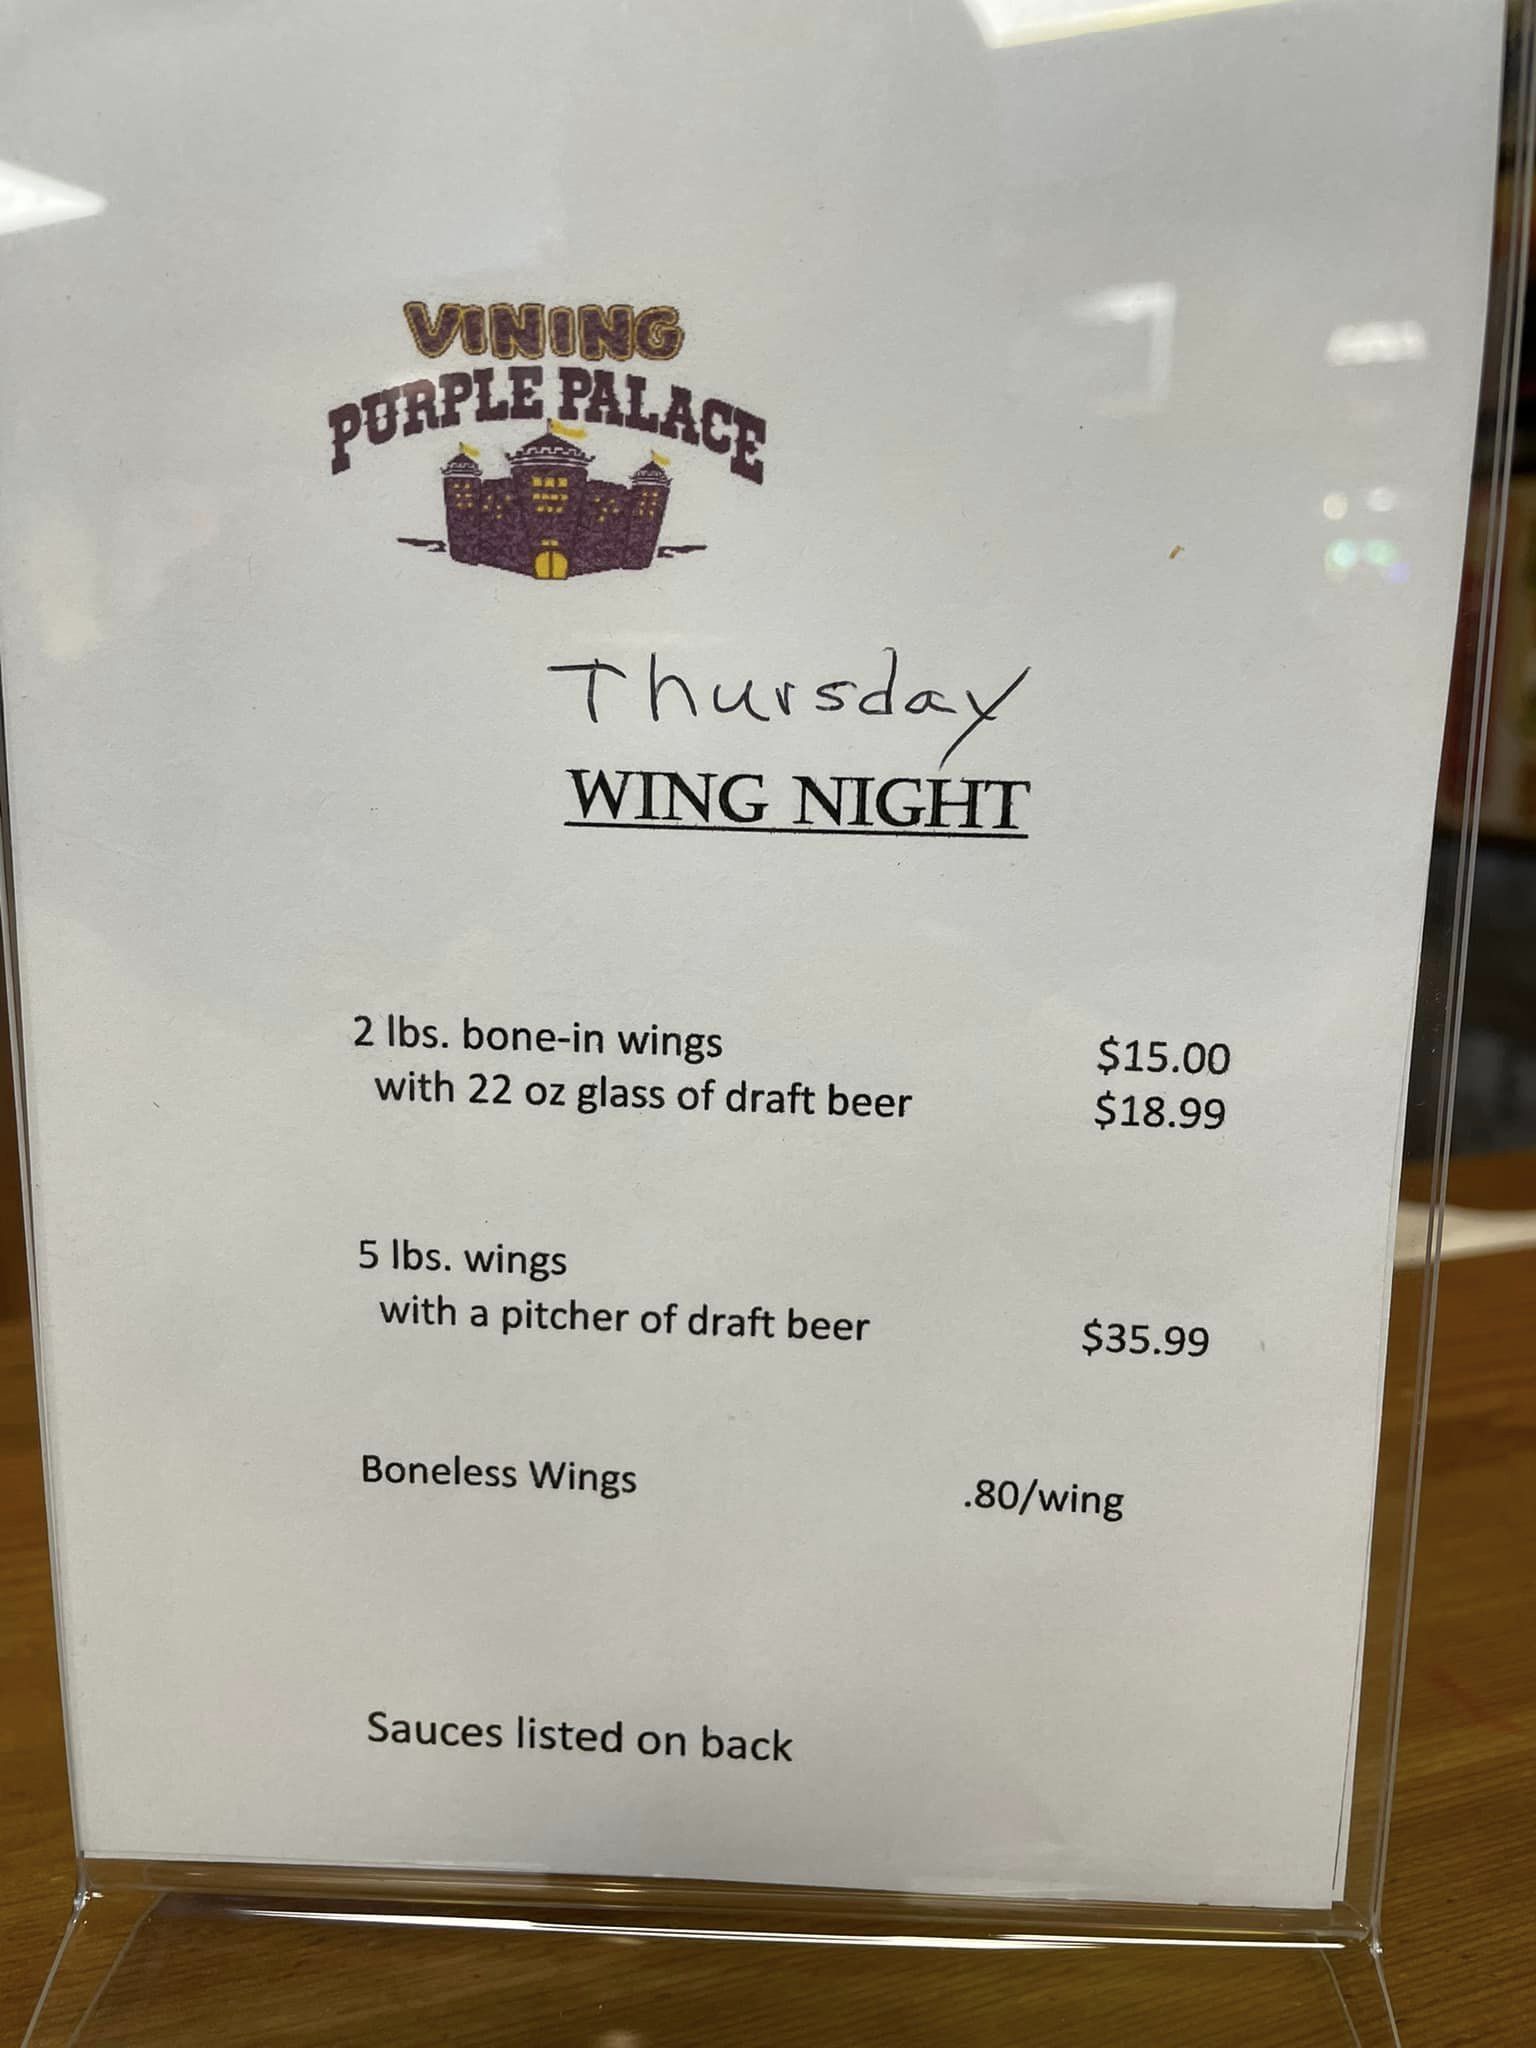 VINING
PURPLE PALACE
Thursday
WING NIGHT
2 lbs. bone-in wings $15.00
with 22 oz glass of draft beer $18.99
5 lbs. wings
with a pitcher of draft beer $35.99
Boneless Wings .80/wing
Sauces listed on back